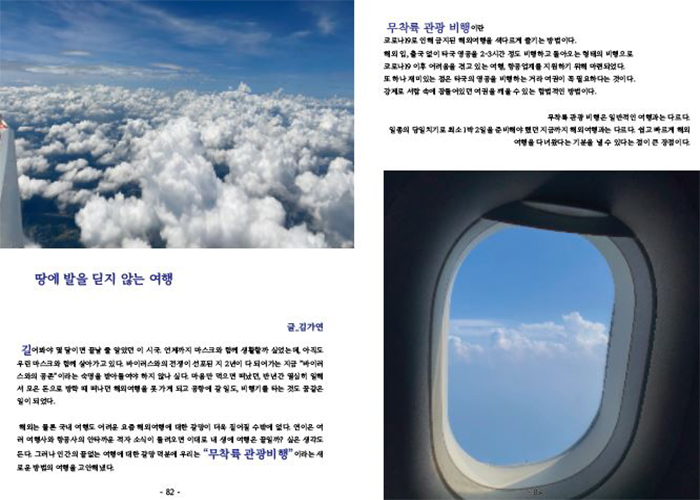 땅에 발을 딛지 않는 여행
글_김가연
길어봐야 몇 달이면 끝날 줄 알았던 이 시국. 언제까지 마스크와 함께 생활할까 싶었는데, 아직도
우린 마스크와 함께 살아가고 있다. 바이러스와의 전쟁이 선포된 지 2년이 다 되어가는 지금 “바이러
스와의 공존”이라는 숙명을 받아들여야 하지 않나 싶다. 마음만 먹으면 떠났던, 반년간 열심히 일해
서 모은 돈으로 방학 때 떠나던 해외여행을 못 가게 되고 공항에 갈 일도, 비행기를 타는 것도 꿈같은
일이 되었다.
해외는 물론 국내 여행도 어려운 요즘 해외여행에 대한 갈망이 더욱 짙어질 수밖에 없다. 연이은 여
러 여행사와 항공사의 안타까운 적자 소식이 들려오면 이대로 내 생에 여행은 끝일까? 싶은 생각도
든다. 그러나 인간의 끝없는 여행에 대한 갈망 덕분에 우리는 “무착륙 관광비행”이라는 새
로운 방법의 여행을 고안해냈다.
- 82 -
무착륙 관광 비행이란
코로나19로 인해 금지된 해외여행을 색다르게 즐기는 방법이다.
해외 입, 출국 없이 타국 영공을 2-3시간 정도 비행하고 돌아오는 형태의 비행으로
코로나19 이후 어려움을 겪고 있는 여행, 항공업계를 지원하기 위해 마련되었다.
또 하나 재미있는 점은 타국의 영공을 비행하는 거라 여권이 꼭 필요하다는 것이다.
강제로 서랍 속에 잠들어있던 여권을 깨울 수 있는 합법적인 방법이다.
무착륙 관광 비행은 일반적인 여행과는 다르다.
일종의 당일치기로 최소 1박 2일을 준비해야 했던 지금까지 해외여행과는 다르다. 쉽고 빠르게 해외
여행을 다녀왔다는 기분을 낼 수 있다는 점이 큰 장점이다.